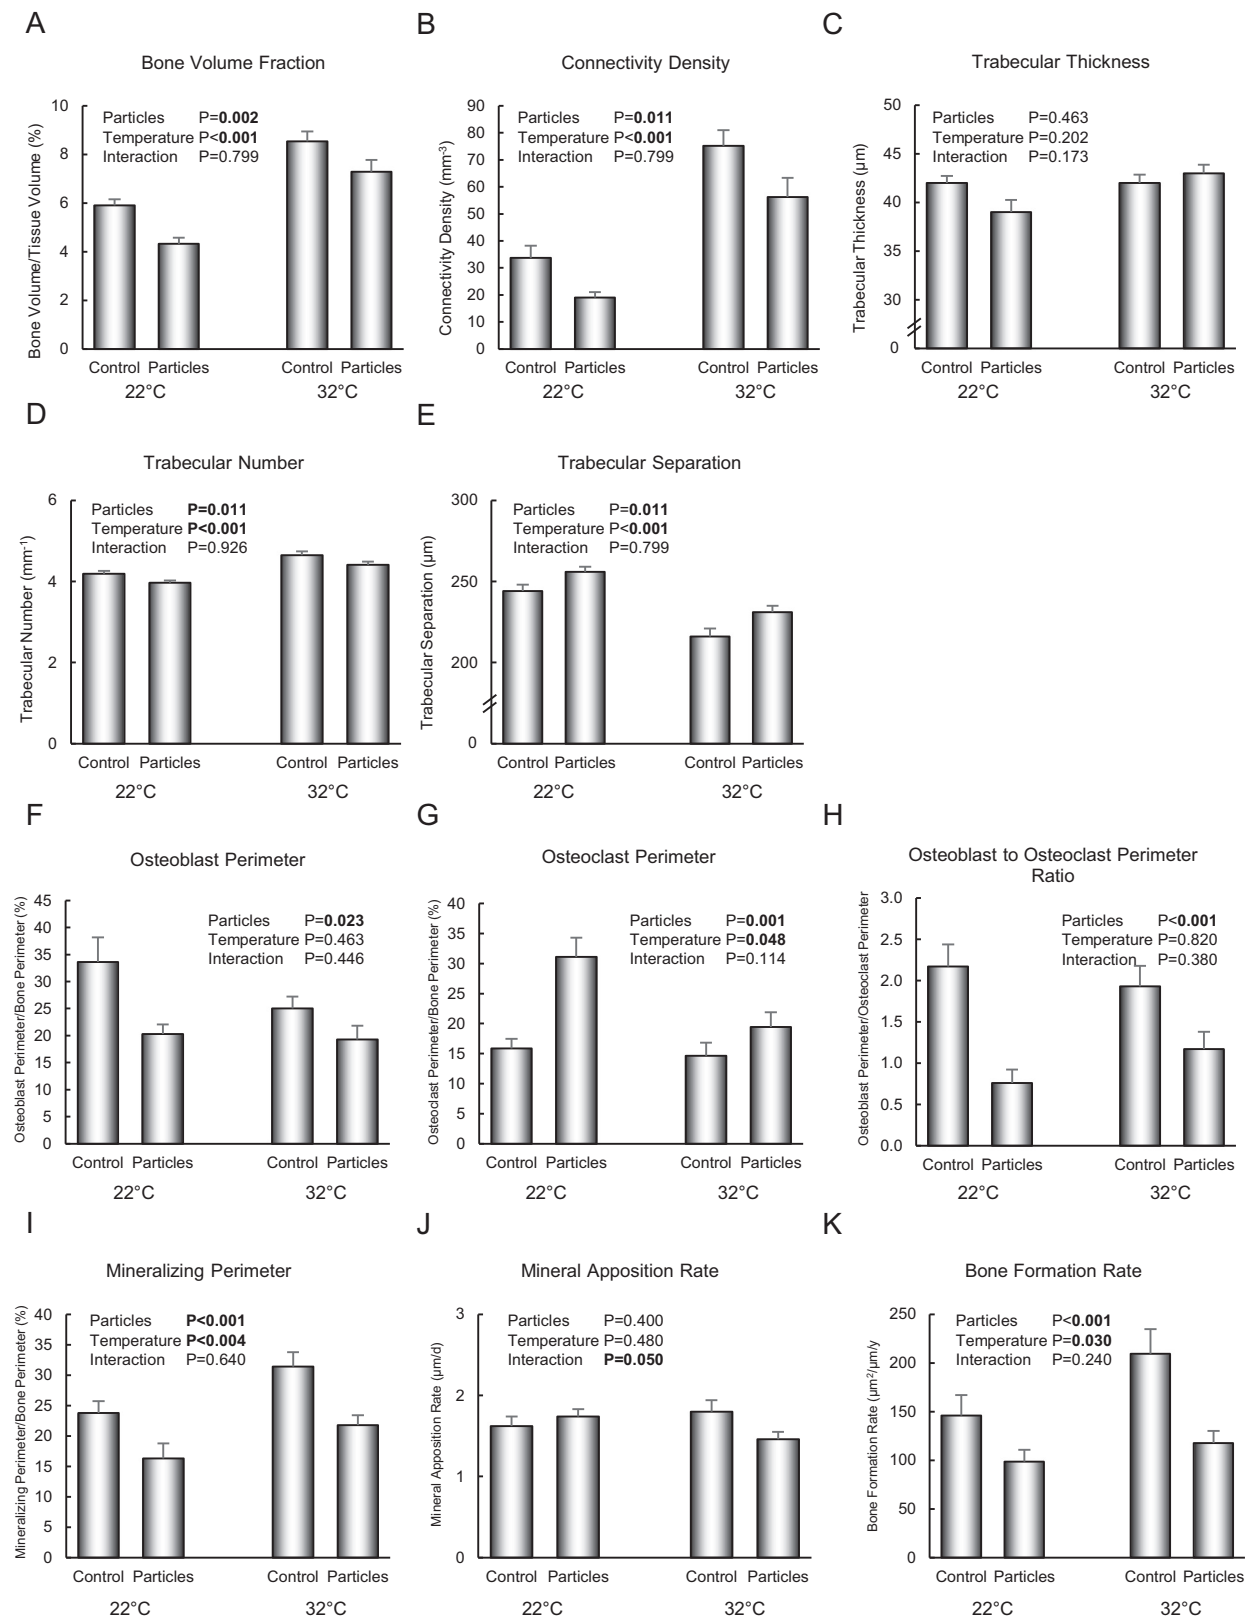 A
Bone Volume Fraction
Bone Volume/Tissue Volume (%)
10
8
6
4
2
0
Particles P=0.002
Temperature P<0.001
Interaction P=0.799
Control Particles Control Particles
22°C 32°C
B
Connectivity Density
Connectivity Density (mm-3)
90
80
70
60
50
40
30
20
10
0
Particles P=0.011
Temperature P<0.001
Interaction P=0.799
Control Particles Control Particles
22°C 32°C
C
Trabecular Thickness
Trabecular Thickness (µm)
50
45
40
35
30
0
Particles P=0.463
Temperature P=0.202
Interaction P=0.173
Control Particles Control Particles
22°C 32°C
D
Trabecular Number
Trabecular Number (mm-1)
6
4
2
0
Particles P=0.011
Temperature P<0.001
Interaction P=0.926
Control Particles Control Particles
22°C 32°C
E
Trabecular Separation
Trabecular Separation (µm)
300
250
200
0
Particles P=0.011
Temperature P<0.001
Interaction P=0.799
Control Particles Control Particles
22°C 32°C
F
Osteoblast Perimeter
Osteoblast Perimeter/Bone Perimeter (%)
45
40
35
30
25
20
15
10
5
0
Particles P=0.023
Temperature P=0.463
Interaction P=0.446
Control Particles Control Particles
22°C 32°C
G
Osteoclast Perimeter
Osteoclast Perimeter/Bone Perimeter (%)
40
35
30
25
20
15
10
5
0
Particles P=0.001
Temperature P=0.048
Interaction P=0.114
Control Particles Control Particles
22°C 32°C
H
Osteoblast to Osteoclast Perimeter
Ratio
Osteoblast Perimeter/Osteoclast Perimeter
3.0
2.5
2.0
1.5
1.0
0.5
0.0
Particles P<0.001
Temperature P=0.820
Interaction P=0.380
Control Particles Control Particles
22°C 32°C
I
Mineralizing Perimeter
Mineralizing Perimeter/Bone Perimeter (%)
40
35
30
25
20
15
10
5
0
Particles P<0.001
Temperature P<0.004
Interaction P=0.640
Control Particles Control Particles
22°C 32°C
J
Mineral Apposition Rate
Mineral Apposition Rate (µm/d)
3
2
1
0
Particles P=0.400
Temperature P=0.480
Interaction P=0.050
Control Particles Control Particles
22°C 32°C
K
Bone Formation Rate
Bone Formation Rate (µm²/µm/y
250
200
150
100
50
0
Particles P<0.001
Temperature P=0.030
Interaction P=0.240
Control Particles Control Particles
22°C 32°C